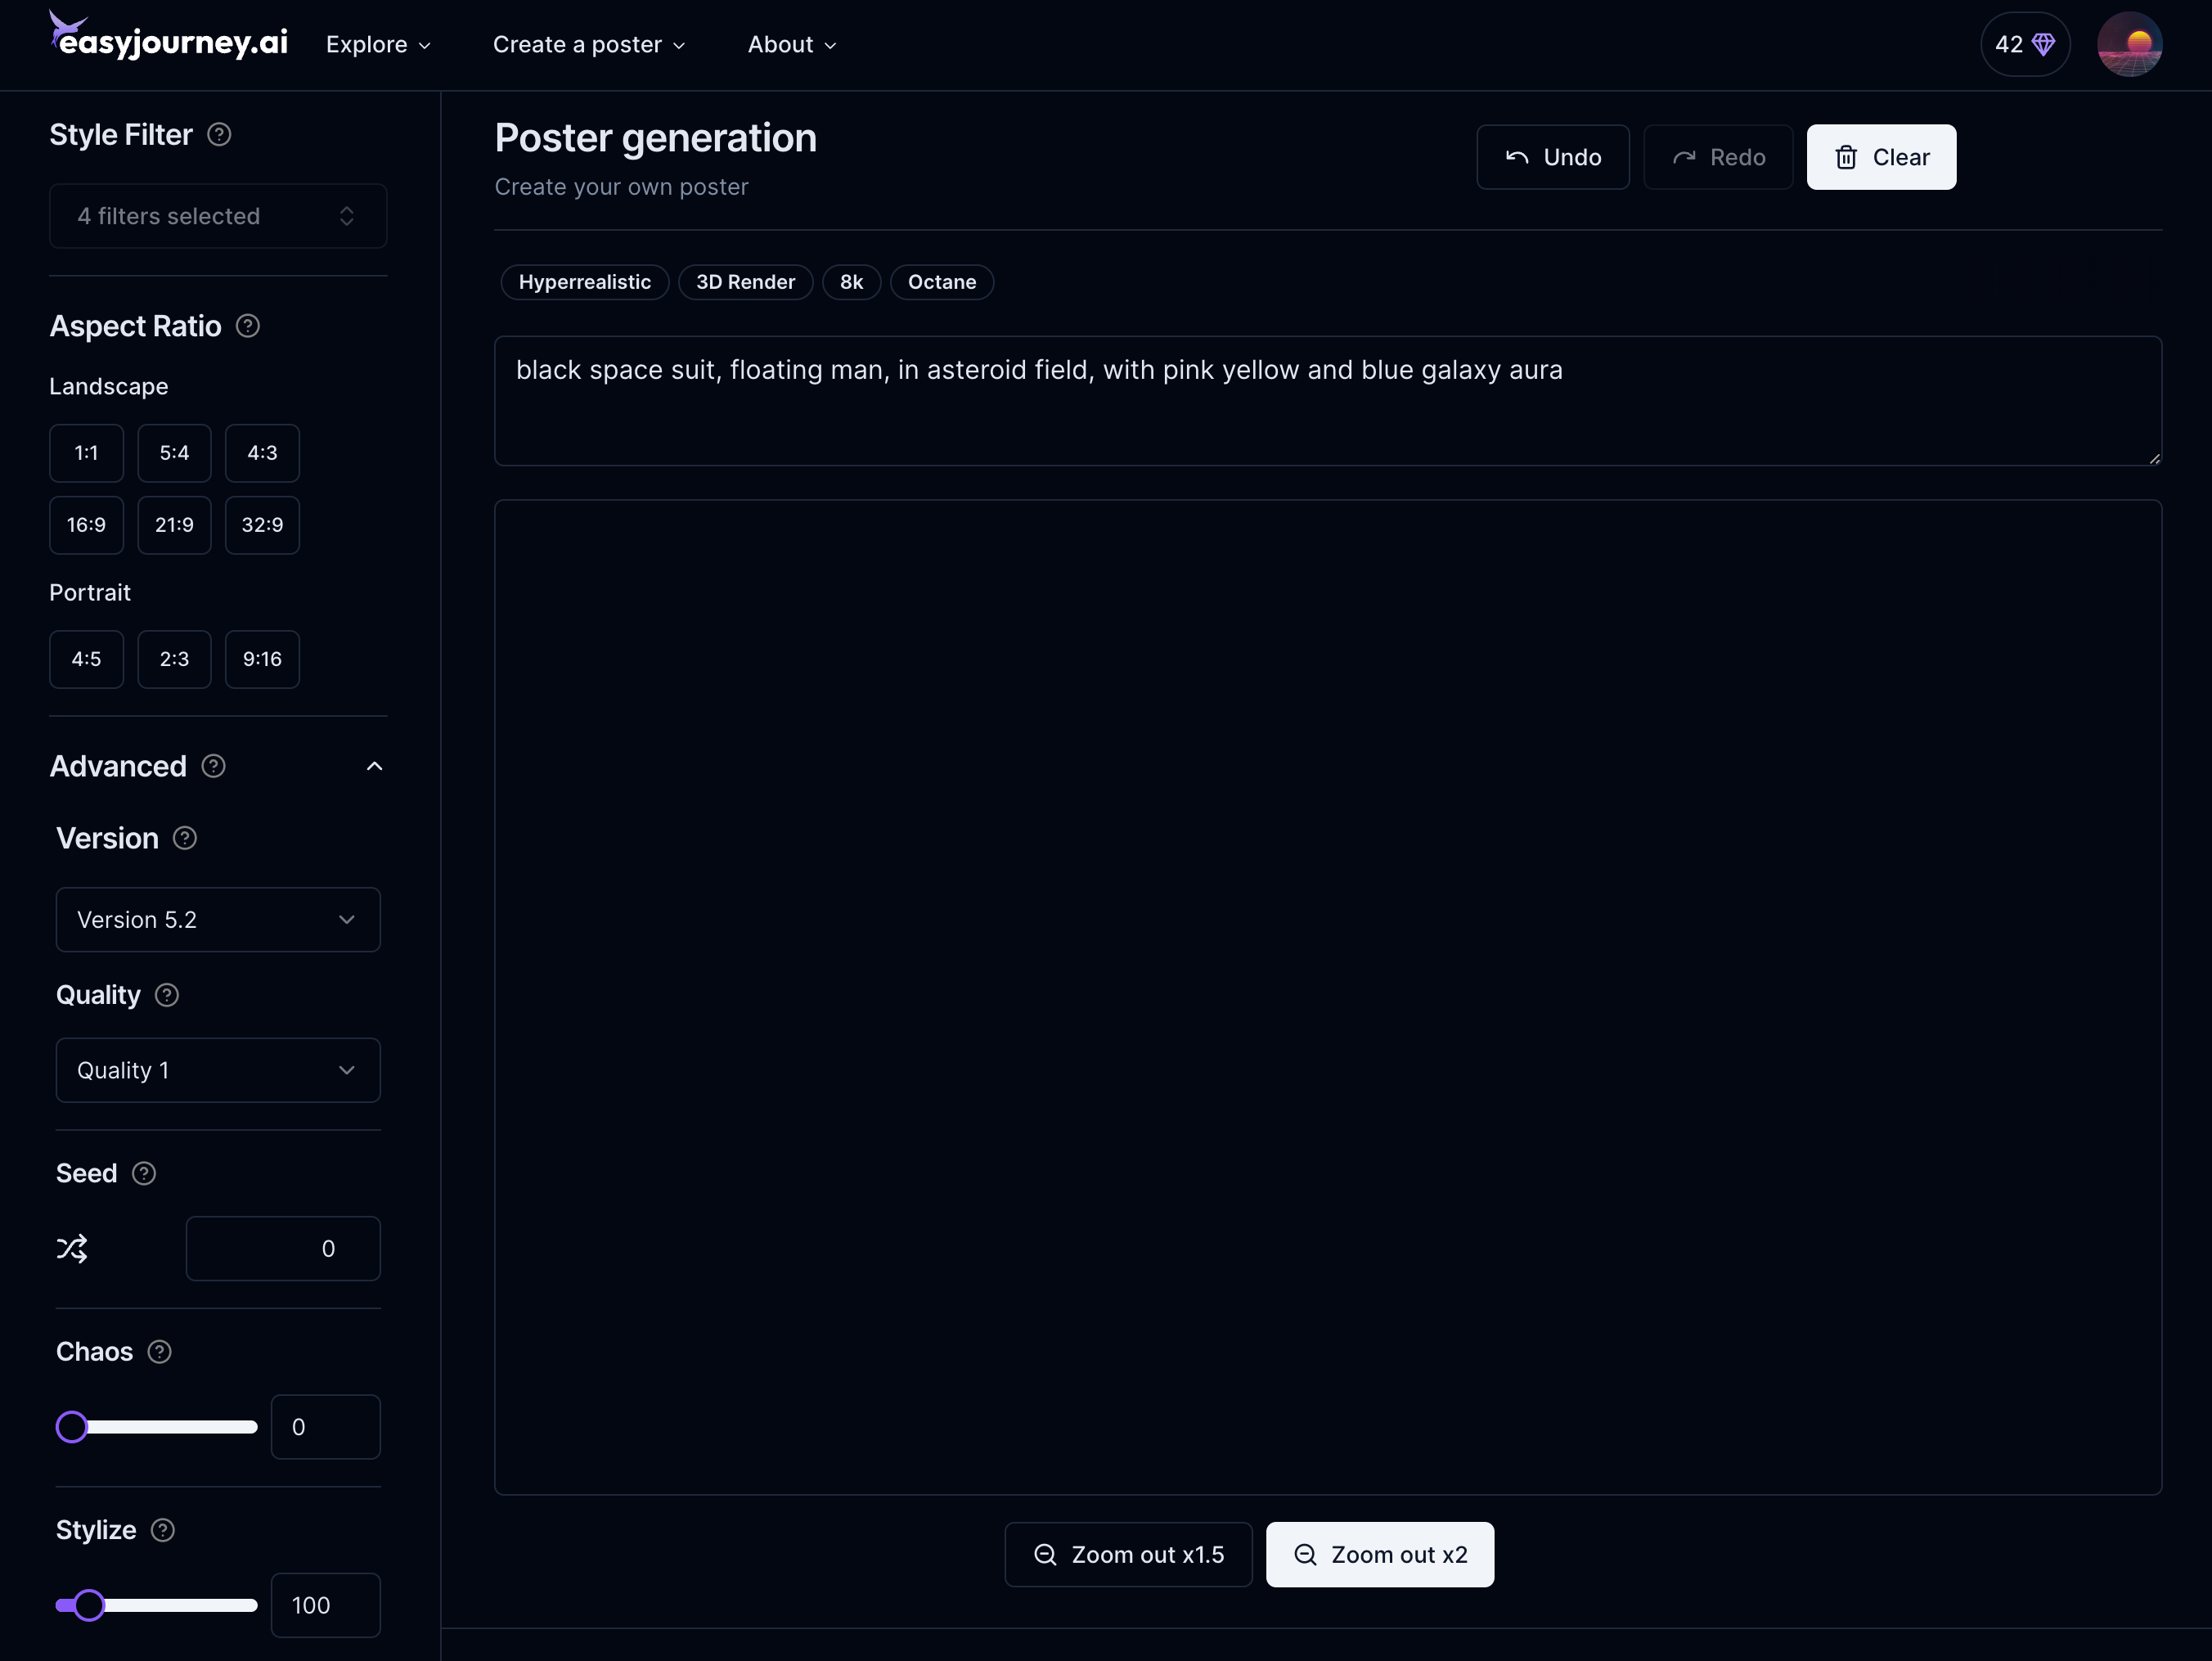 easyjourney.ai
Explore
Create a poster
About
42
Style Filter
4 filters selected
Aspect Ratio
Landscape
1:1
5:4
4:3
16:9
21:9
32:9
Portrait
4:5
2:3
9:16
Advanced
Version
Version 5.2
Quality
Quality 1
Seed
0
Chaos
0
Stylize
100
Poster generation
Create your own poster
Undo
Redo
Clear
Hyperrealistic
3D Render
8k
Octane
black space suit, floating man, in asteroid field, with pink yellow and blue galaxy aura
Zoom out x1.5
Zoom out x2